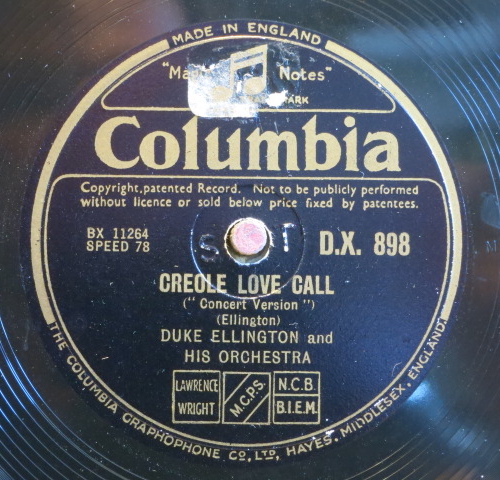 MADE IN ENGLAND
Notes"
Columbia
Copyright, patented Record. Not to be publicly performed
without licence or sold below price fixed by patentees.
BX 11264
SPEED 78
D.X. 898
CREOLE LOVE CALL
("Concert Version")
(Ellington)
DUKE ELLINGTON and
HIS ORCHESTRA
LAWRENCE
WRIGHT
M.C.P.S.
N.C.B.
B.I.E.M.
THE COLUMBIA GRAPHOPHONE CO., LTD., HAYES, MIDDLESEX, ENGLAND.